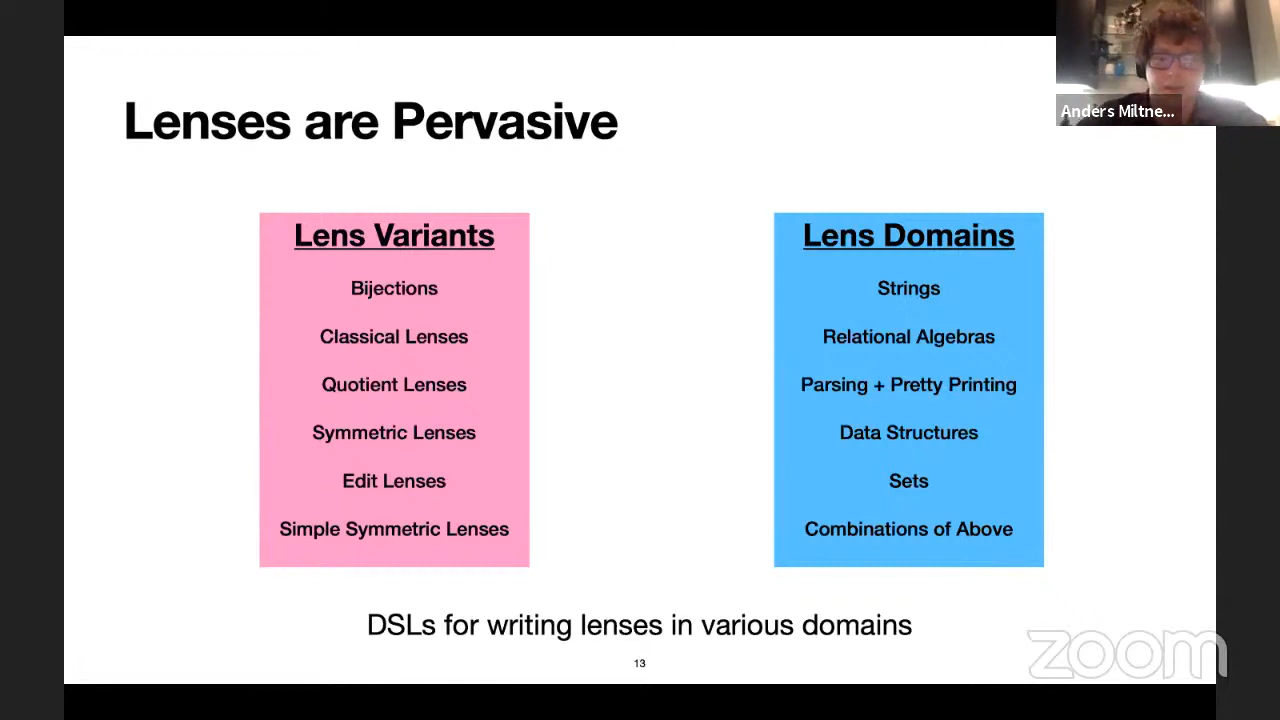 Anders Miltne...
Lenses are Pervasive
Lens Variants
Bijections
Classical Lenses
Quotient Lenses
Symmetric Lenses
Edit Lenses
Simple Symmetric Lenses
Lens Domains
Strings
Relational Algebras
Parsing + Pretty Printing
Data Structures
Sets
Combinations of Above
DSLs for writing lenses in various domains
13
zoom